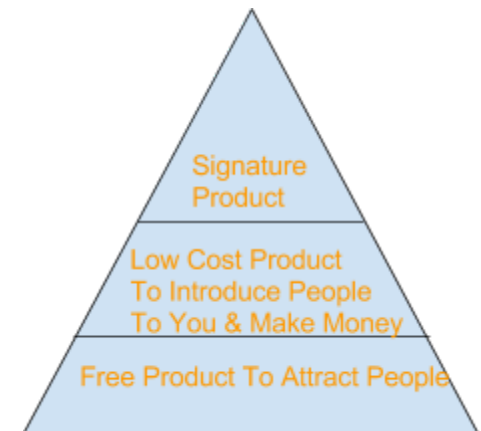 Signature
Product
Low Cost Product
To Introduce People
To You & Make Money
Free Product To Attract People